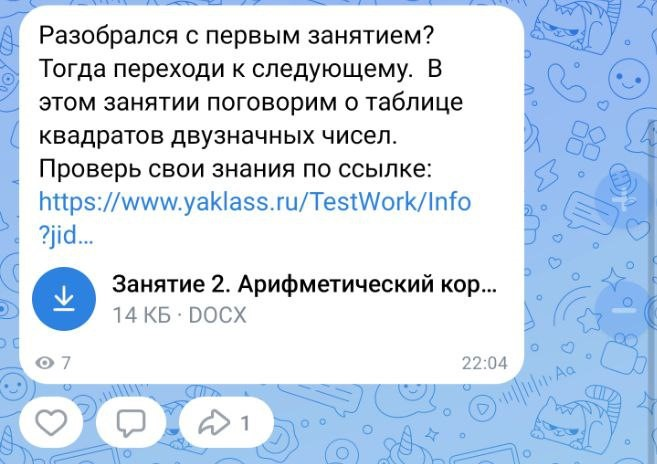 Разобрался с первым занятием?
Тогда переходи к следующему.  В
этом занятии поговорим о таблице
квадратов двузначных чисел.
Проверь свои знания по ссылке:
https://www.yaklass.ru/TestWork/Info
?jid...
Занятие 2. Арифметический кор...
14 КБ · DOCX
7
22:04
1
Aa